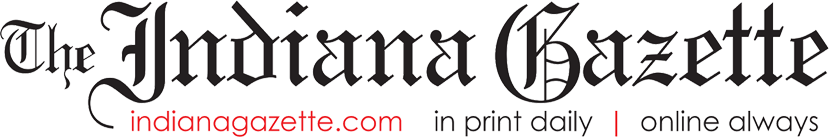 The Indiana Gazette
indianagazette.com in print daily | online always